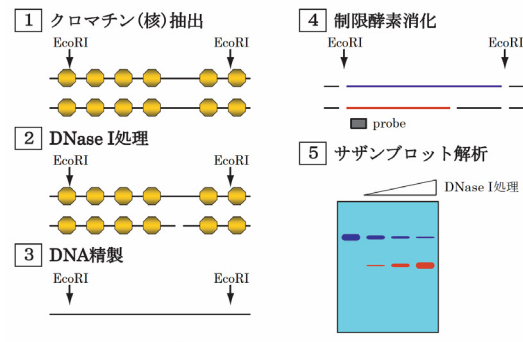 1 クロマチン(核)抽出
EcoRI EcoRI
2 DNase I処理
EcoRI EcoRI
3 DNA精製
EcoRI EcoRI
4 制限酵素消化
EcoRI EcoRI
probe
5 サザンブロット解析
DNase I処理